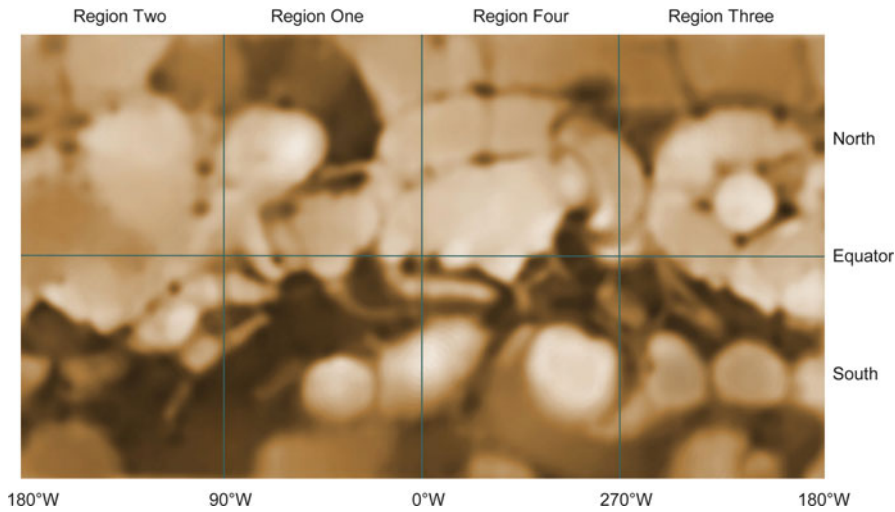 Region Two Region One Region Four Region Three
North
Equator
South
180°W 90°W 0°W 270°W 180°W